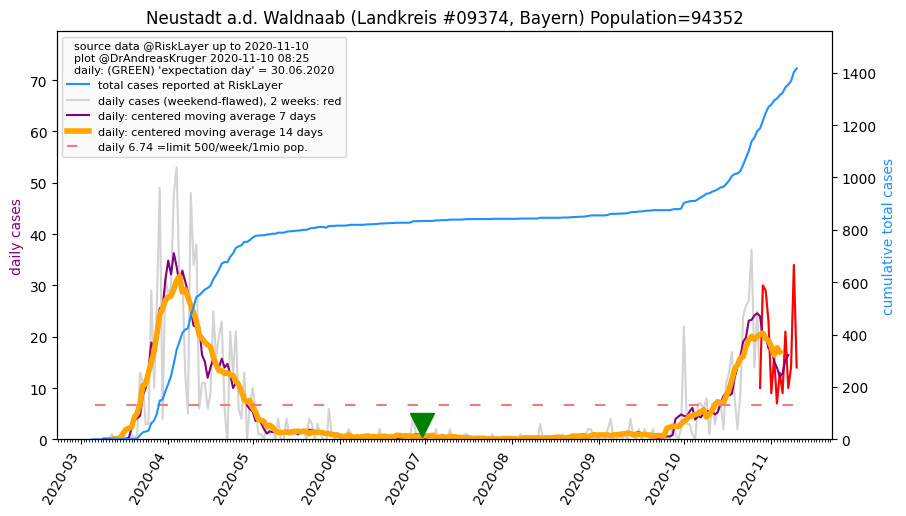 Neustadt a.d. Waldnaab (Landkreis #09374, Bayern) Population=94352
source data @RiskLayer up to 2020-11-10
plot @DrAndreasKruger 2020-11-10 08:25
daily: (GREEN) 'expectation day' = 30.06.2020
total cases reported at RiskLayer
daily cases (weekend-flawed), 2 weeks: red
daily: centered moving average 7 days
daily: centered moving average 14 days
daily 6.74 =limit 500/week/1mio pop.
daily cases
70
60
50
40
30
20
10
0
1400
1200
1000
800
600
400
200
0
cumulative total cases
2020-03
2020-04
2020-05
2020-06
2020-07
2020-08
2020-09
2020-10
2020-11